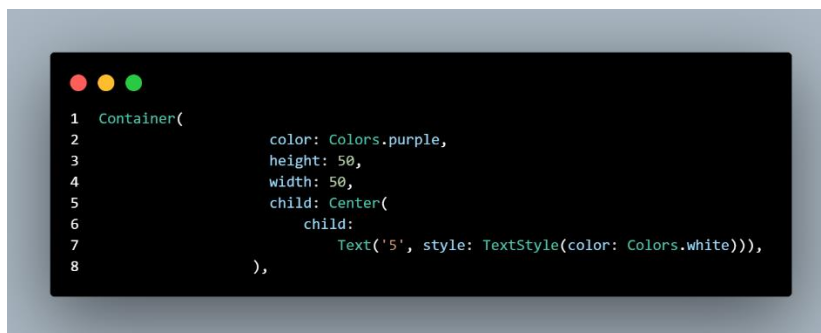 1 Container(
2 color: Colors.purple,
3 height: 50,
4 width: 50,
5 child: Center(
6 child:
7 Text('5', style: TextStyle(color: Colors.white))),
8 ),